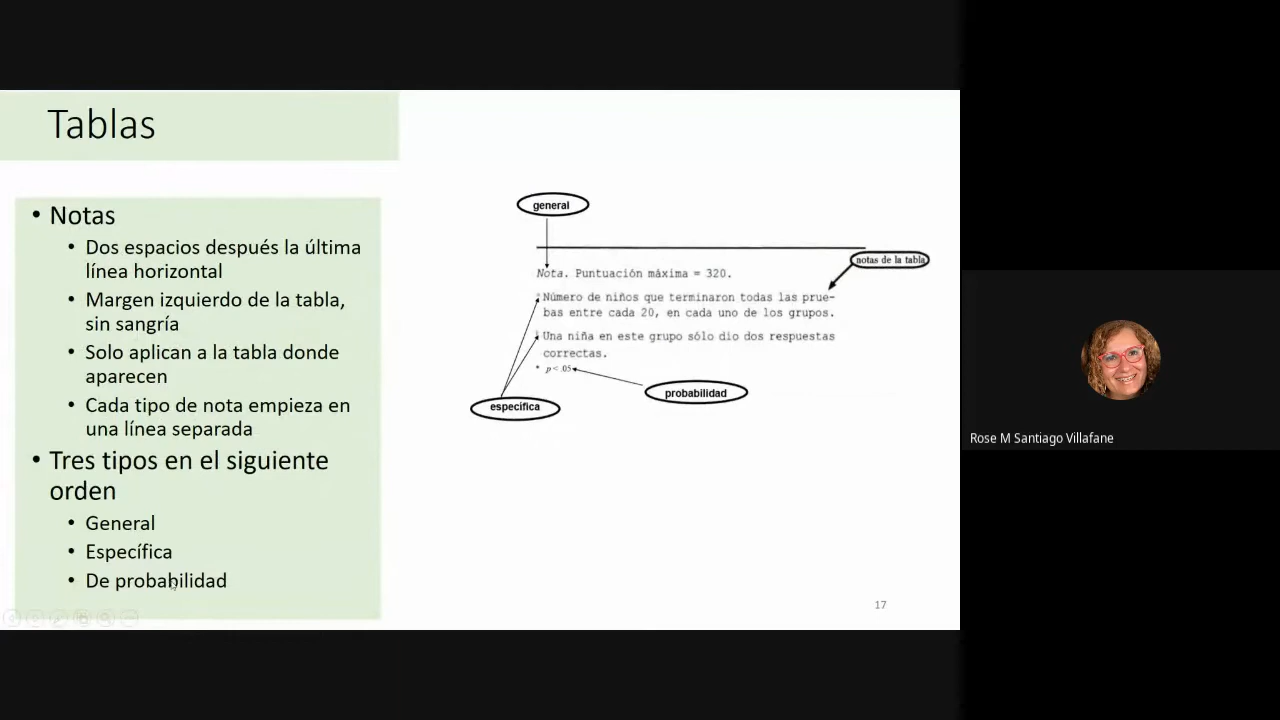 Tablas
• Notas
• Dos espacios después la última
línea horizontal
• Margen izquierdo de la tabla,
sin sangría
• Solo aplican a la tabla donde
aparecen
• Cada tipo de nota empieza en
una línea separada
• Tres tipos en el siguiente
orden
• General
• Específica
• De probabilidad
general
notas de la tabla
Nota. Puntuación máxima = 320.
Número de niños que terminaron todas las prue-
bas entre cada 20, en cada uno de los grupos.
Una niña en este grupo sólo dio dos respuestas
correctas.
* p < .05
probabilidad
específica
17
Rose M Santiago Villafane